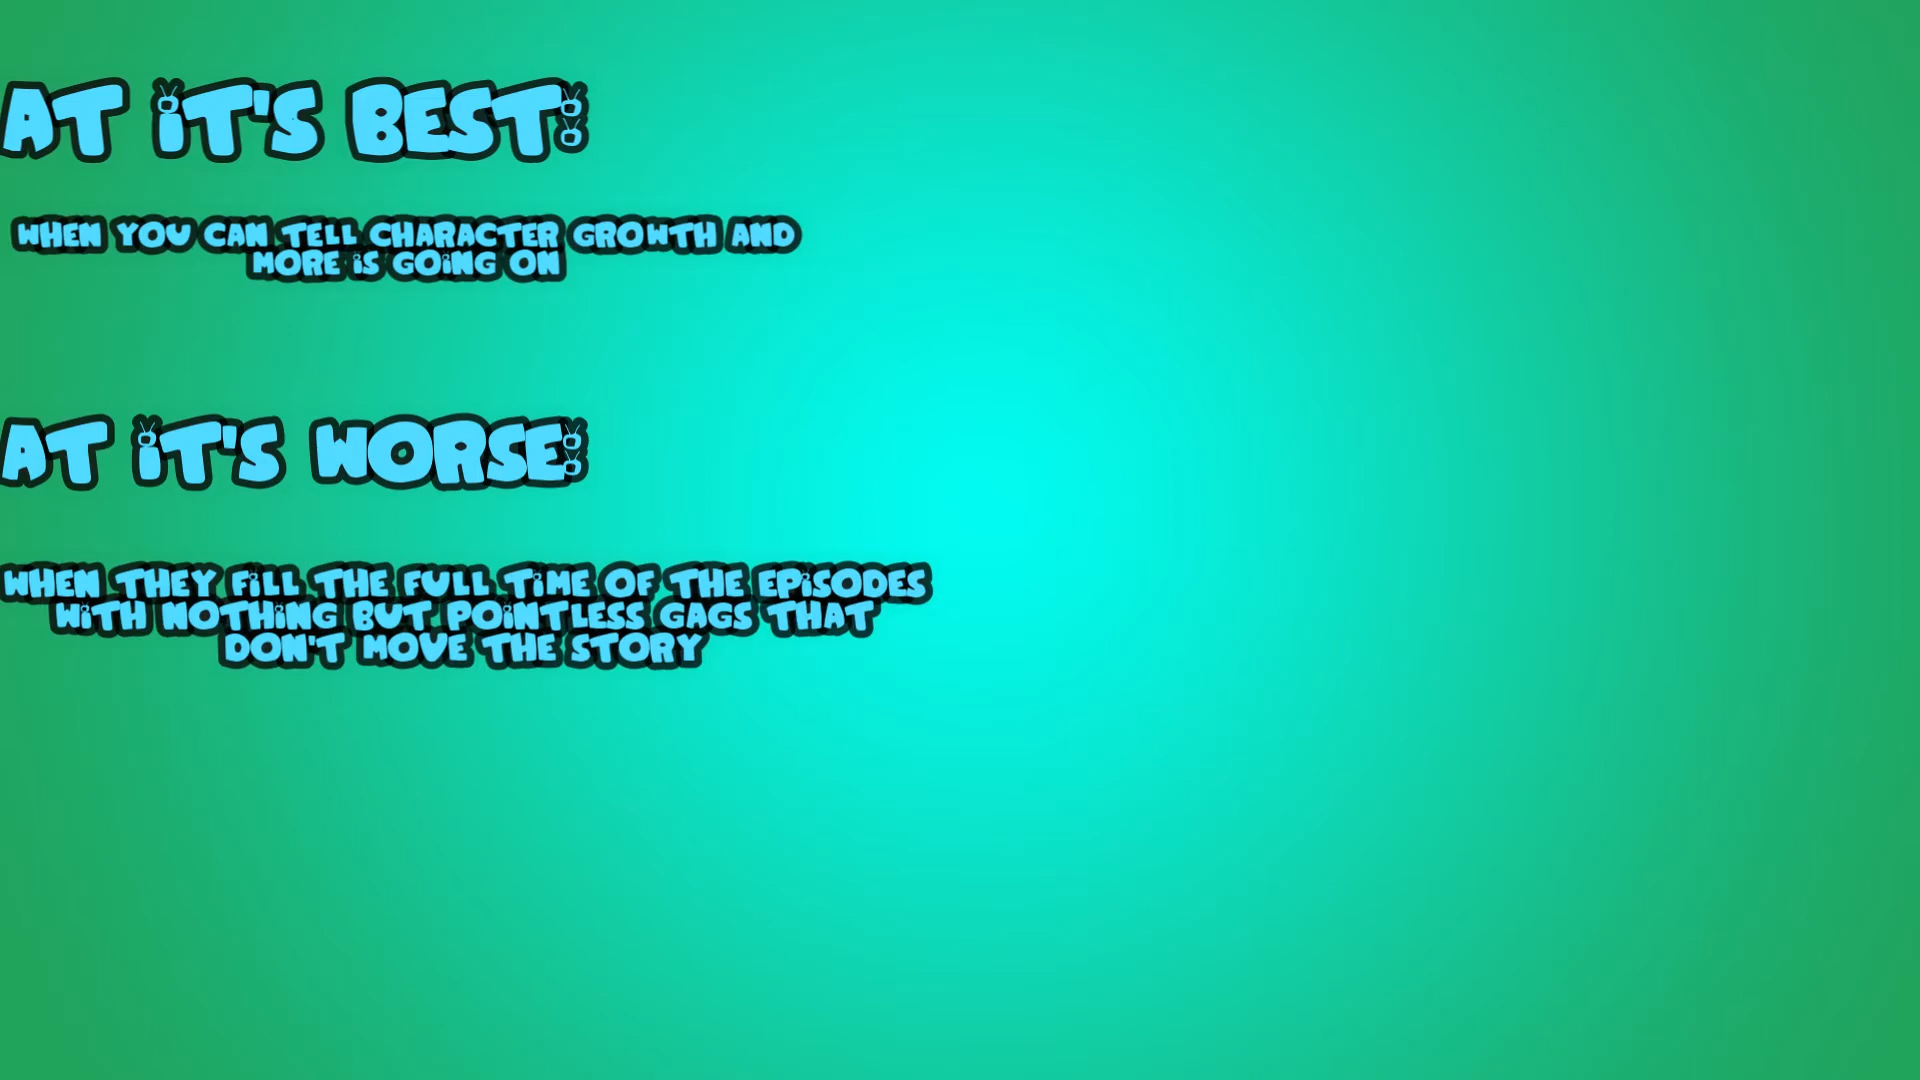 AT IT'S BEST:
WHEN YOU CAN TELL CHARACTER GROWTH AND
MORE IS GOING ON
AT IT'S WORSE:
WHEN THEY FILL THE FULL TIME OF THE EPISODES
WITH NOTHING BUT POINTLESS GAGS THAT
DON'T MOVE THE STORY